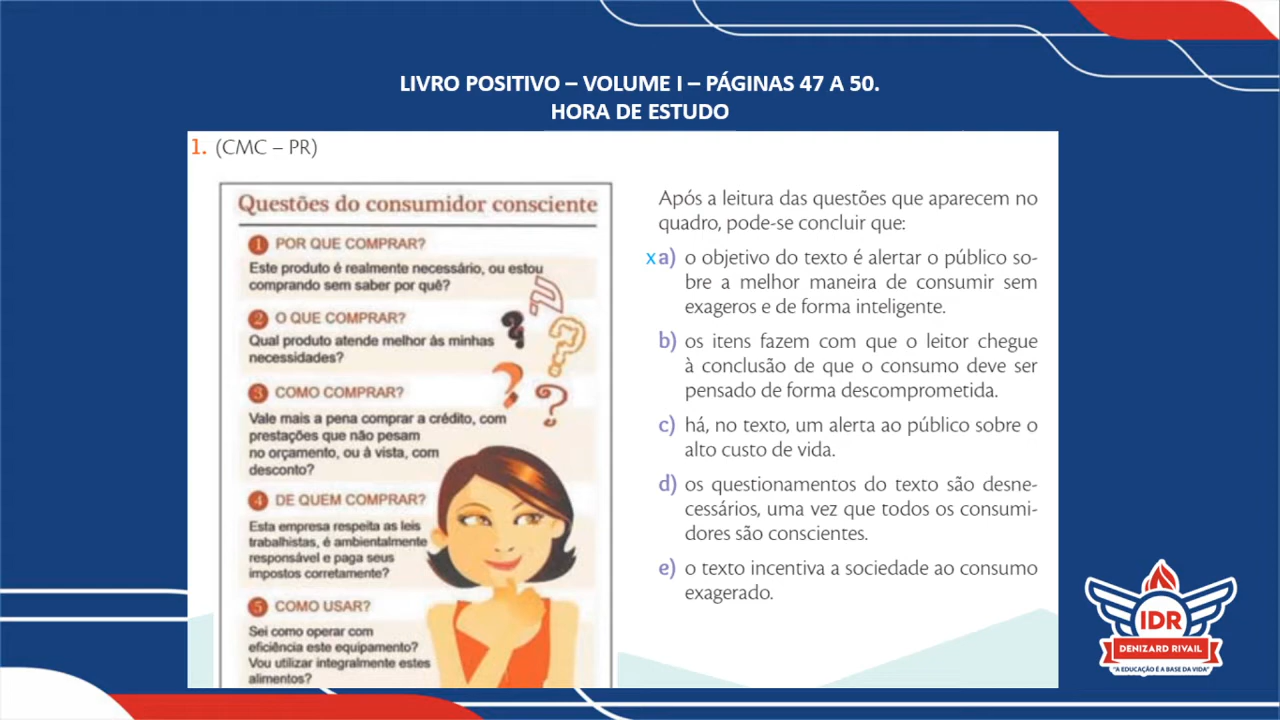 LIVRO POSITIVO – VOLUME I – PÁGINAS 47 A 50.
HORA DE ESTUDO
1. (CMC – PR)
Questões do consumidor consciente
1 POR QUE COMPRAR?
Este produto é realmente necessário, ou estou
comprando sem saber por quê?
2 O QUE COMPRAR?
Qual produto atende melhor às minhas
necessidades?
3 COMO COMPRAR?
Vale mais a pena comprar a crédito, com
prestações que não pesam
no orçamento, ou à vista, com
desconto?
4 DE QUEM COMPRAR?
Esta empresa respeita as leis
trabalhistas, é ambientalmente
responsável e paga seus
impostos corretamente?
5 COMO USAR?
Sei como operar com
eficiência este equipamento?
Vou utilizar integralmente estes
alimentos?
Após a leitura das questões que aparecem no
quadro, pode-se concluir que:
x a) o objetivo do texto é alertar o público so-
bre a melhor maneira de consumir sem
exageros e de forma inteligente.
b) os itens fazem com que o leitor chegue
à conclusão de que o consumo deve ser
pensado de forma descomprometida.
c) há, no texto, um alerta ao público sobre o
alto custo de vida.
d) os questionamentos do texto são desne-
cessários, uma vez que todos os consumi-
dores são conscientes.
e) o texto incentiva a sociedade ao consumo
exagerado.
IDR
DENIZARD RIVAIL
"A EDUCAÇÃO É A BASE DA VIDA"